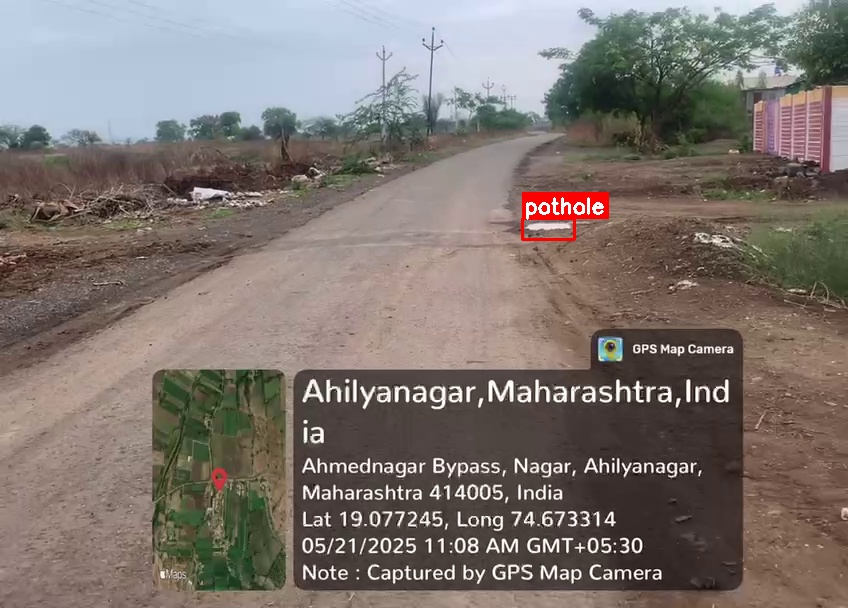 pothole
GPS Map Camera
Ahilyanagar,Maharashtra,Ind
ia
Ahmednagar Bypass, Nagar, Ahilyanagar,
Maharashtra 414005, India
Lat 19.077245, Long 74.673314
05/21/2025 11:08 AM GMT+05:30
Note : Captured by GPS Map Camera
Maps